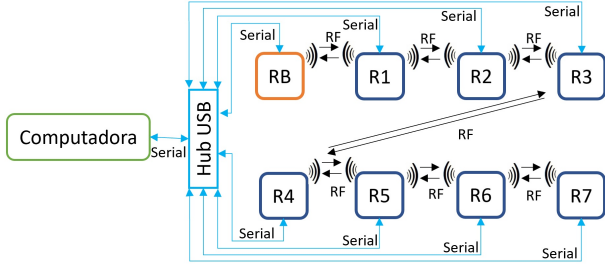 Serial
Serial
Serial
Serial
RF
RF
RF
RB
R1
R2
R3
Computadora
Serial
Hub USB
RF
R4
R5
R6
R7
RF
RF
RF
Serial
Serial
Serial
Serial